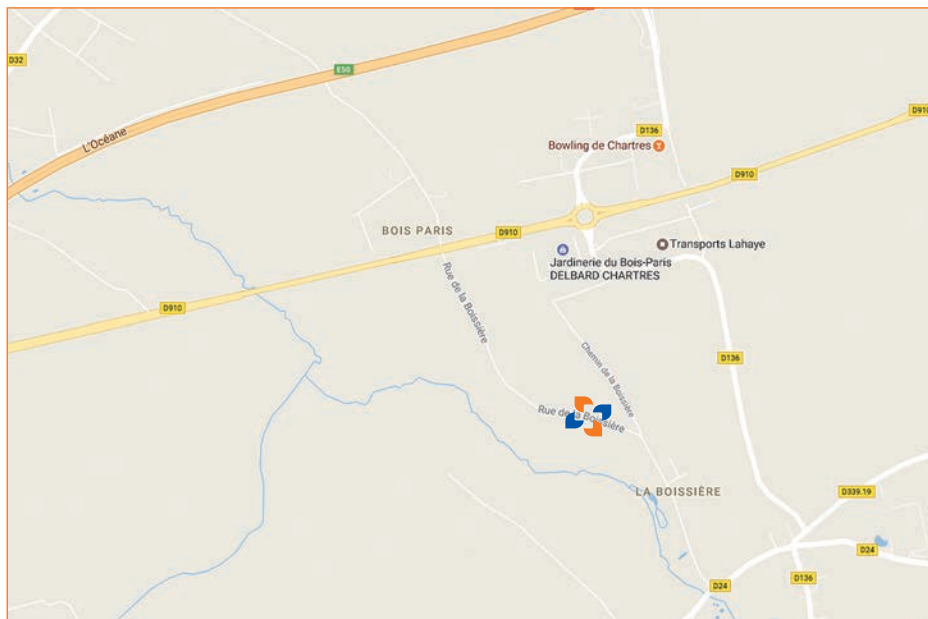 D32
E50
L'Océane
D910
D136
Bowling de Chartres
D910
BOIS PARIS
D910
Transports Lahaye
Jardinerie du Bois-Paris
DELBARD CHARTRES
Rue de la Boissière
D910
Chemin de la Boissière
D136
Rue de la Boissière
LA BOISSIÈRE
D339.19
D24
D24
D136